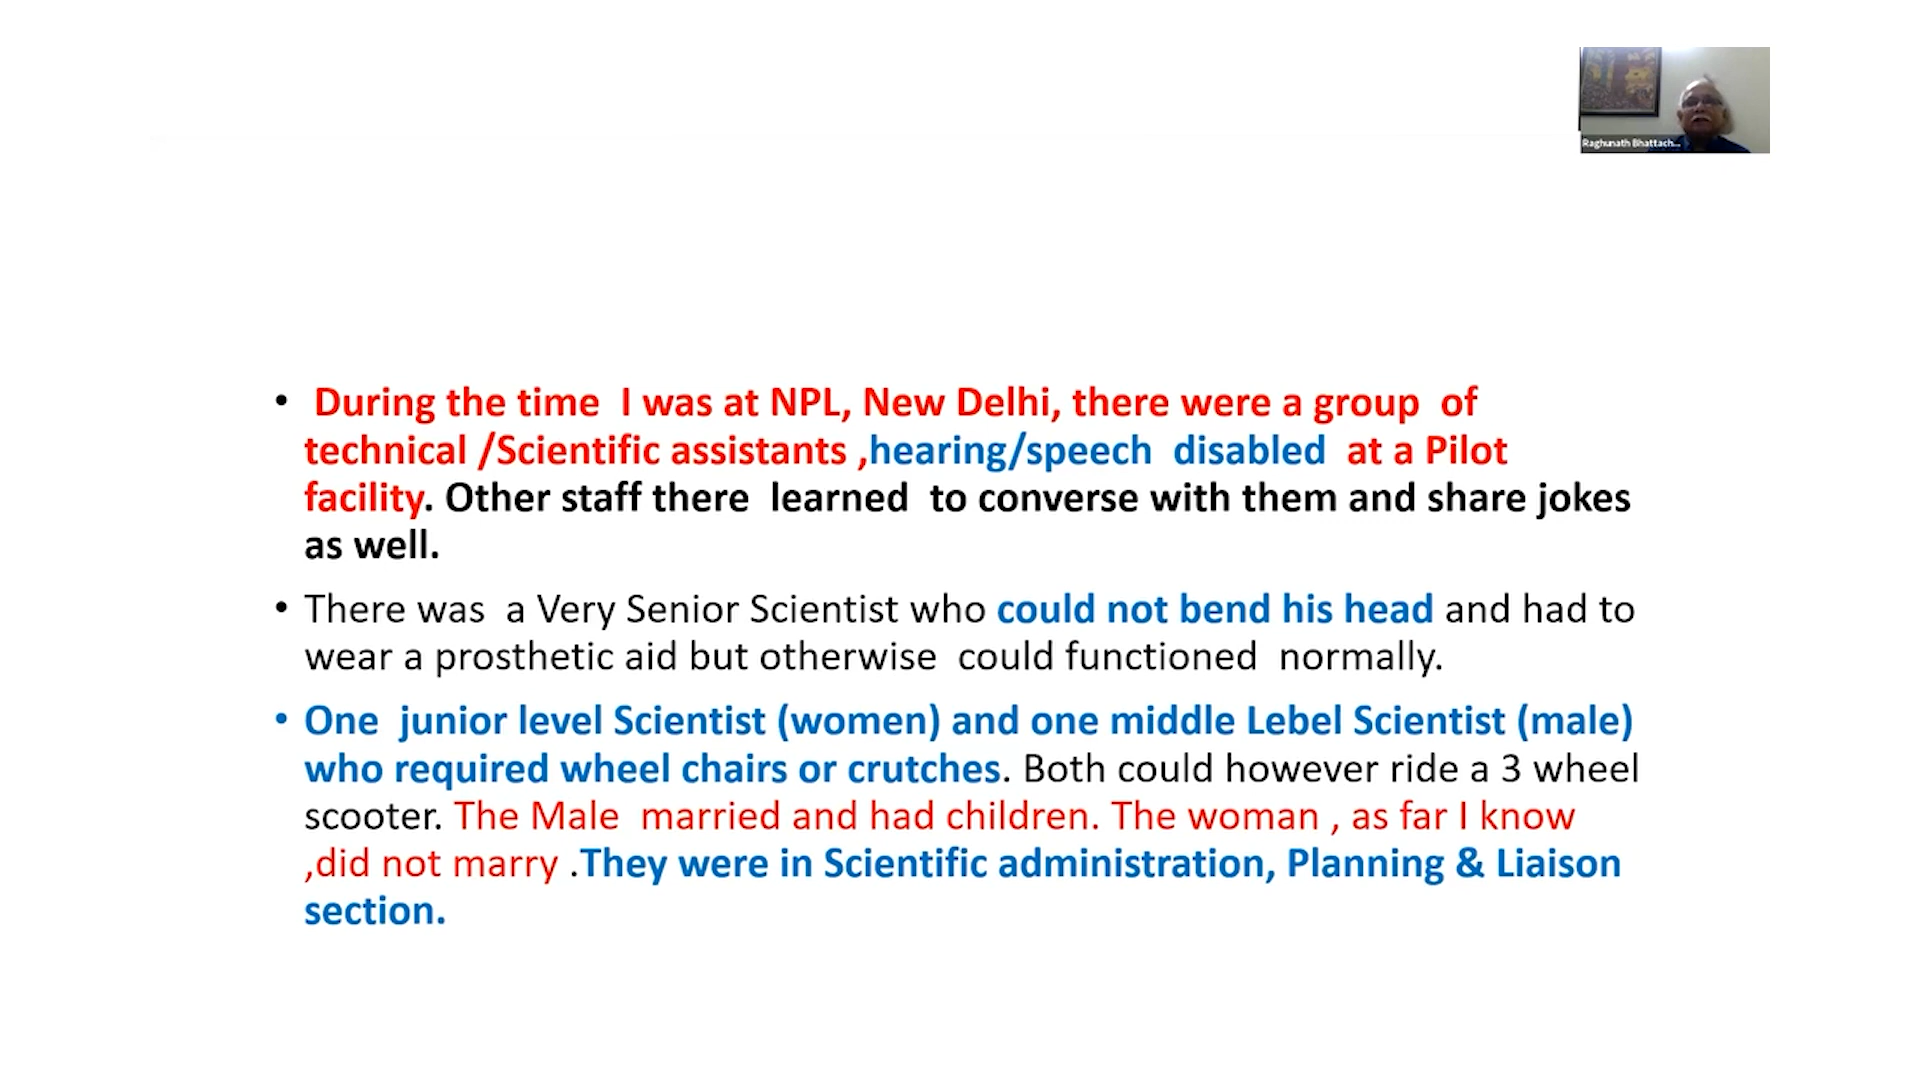 Raghunath Bhattach...
• During the time I was at NPL, New Delhi, there were a group of
technical /Scientific assistants ,hearing/speech disabled at a Pilot
facility. Other staff there learned to converse with them and share jokes
as well.
• There was a Very Senior Scientist who could not bend his head and had to
wear a prosthetic aid but otherwise could functioned normally.
• One junior level Scientist (women) and one middle Lebel Scientist (male)
who required wheel chairs or crutches. Both could however ride a 3 wheel
scooter. The Male married and had children. The woman , as far I know
,did not marry .They were in Scientific administration, Planning & Liaison
section.